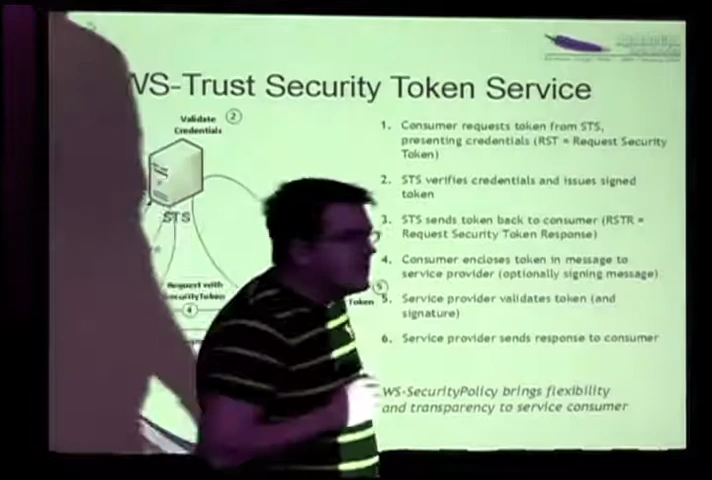 WS-Trust Security Token Service
Validate 2
Credentials
STS
Request with
SecurityToken
4
5
Token
1. Consumer requests token from STS,
presenting credentials (RST = Request Security
Token)
2. STS verifies credentials and issues signed
token
3. STS sends token back to consumer (RSTR =
Request Security Token Response)
4. Consumer encloses token in message to
service provider (optionally signing message)
5. Service provider validates token (and
signature)
6. Service provider sends response to consumer
WS-SecurityPolicy brings flexibility
and transparency to service consumer